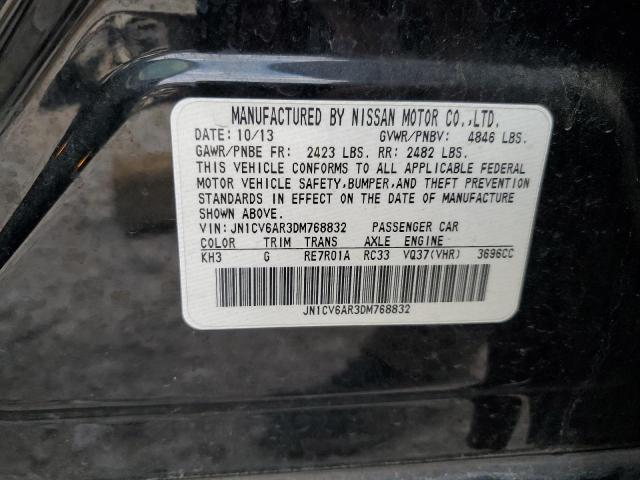 MANUFACTURED BY NISSAN MOTOR CO.,LTD.
DATE: 10/13 GVWR/PNBV: 4846 LBS.
GAWR/PNBE FR: 2423 LBS. RR: 2482 LBS.
THIS VEHICLE CONFORMS TO ALL APPLICABLE FEDERAL
MOTOR VEHICLE SAFETY,BUMPER,AND THEFT PREVENTION
STANDARDS IN EFFECT ON THE DATE OF MANUFACTURE
SHOWN ABOVE.
VIN: JN1CV6AR3DM768832 PASSENGER CAR
COLOR TRIM TRANS AXLE ENGINE
KH3 G RE7R01A RC33 VQ37(VHR) 3696CC
JN1CV6AR3DM768832